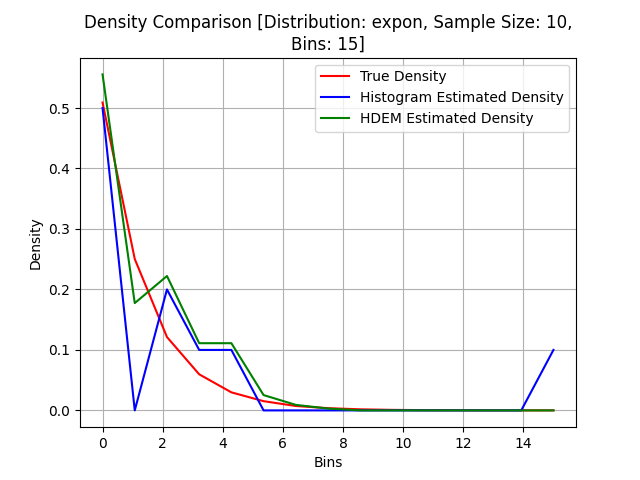 Density Comparison [Distribution: expon, Sample Size: 10,
Bins: 15]
True Density
Histogram Estimated Density
HDEM Estimated Density
Density
0.5
0.4
0.3
0.2
0.1
0.0
0 2 4 6 8 10 12 14
Bins